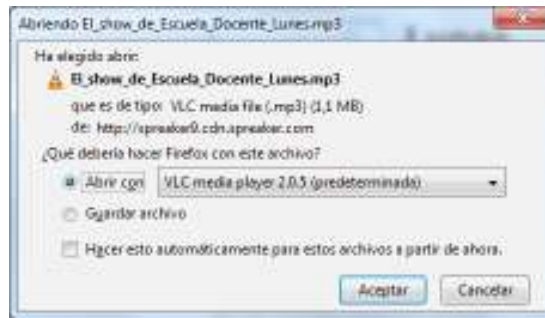 Abriendo El_show_de_Escuela_Docente_Lunes.mp3
Ha elegido abrir:
El_show_de_Escuela_Docente_Lunes.mp3
que es de tipo: VLC media file (.mp3) (1,1 MB)
de: http://spreaker9.cdn.spreaker.com
¿Qué debería hacer Firefox con este archivo?
Abrir con VLC media player 2.0.5 (predeterminada)
Guardar archivo
Hacer esto automáticamente para estos archivos a partir de ahora.
Aceptar Cancelar